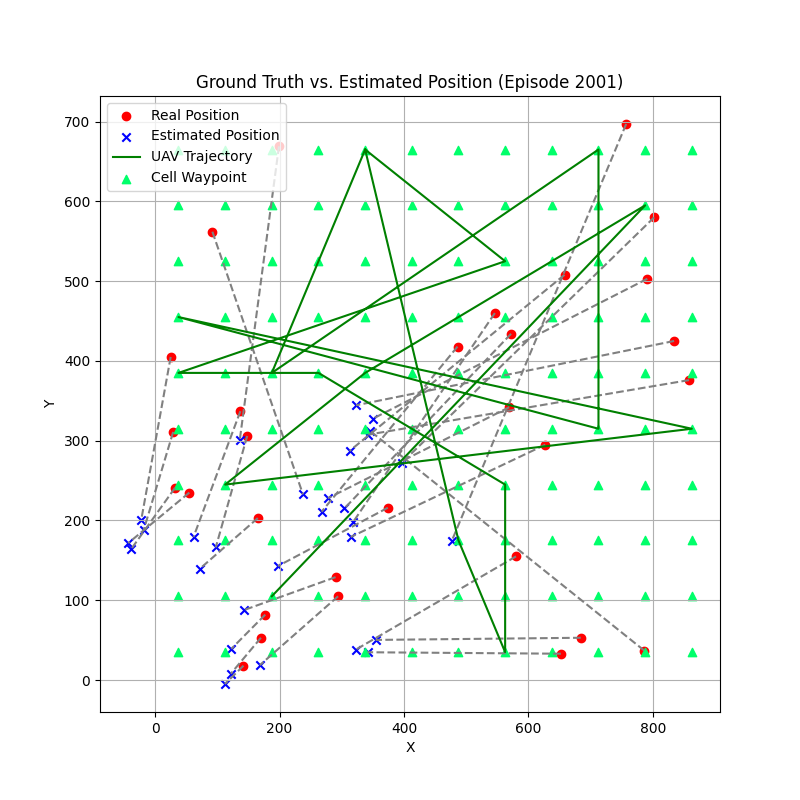 Ground Truth vs. Estimated Position (Episode 2001)
Real Position
Estimated Position
UAV Trajectory
Cell Waypoint
700
600
500
400
300
200
100
0
Y
0 200 400 600 800
X